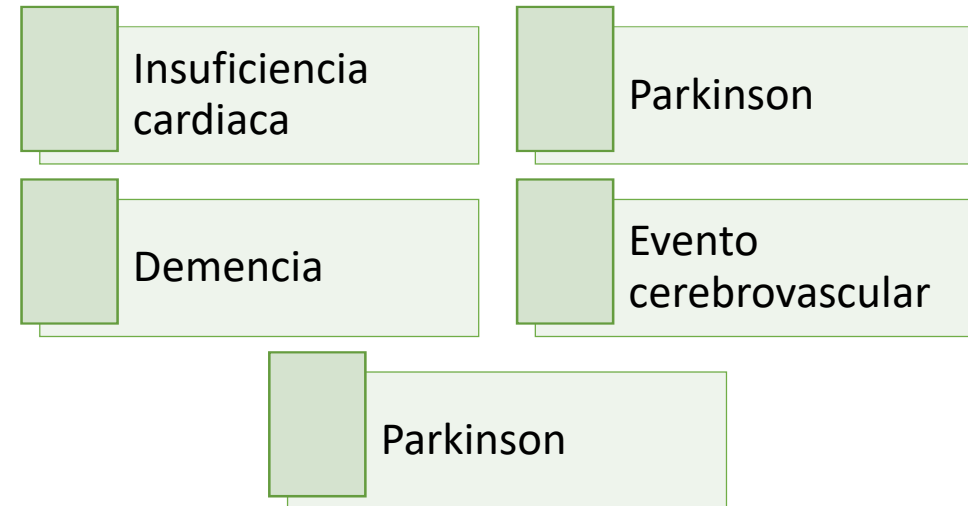 Insuficiencia
cardiaca
Parkinson
Demencia
Evento
cerebrovascular
Parkinson